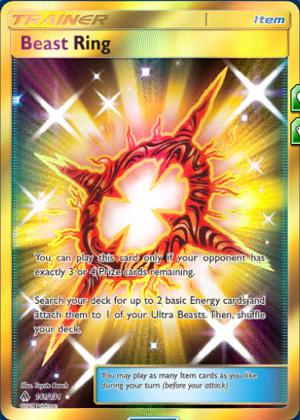 TRAINER Item
Beast Ring
You can play this card only if your opponent has
exactly 3 or 4 Prize cards remaining.
Search your deck for up to 2 basic Energy cards and
attach them to 1 of your Ultra Beasts. Then, shuffle
your deck.
You may play as many Item cards as you like
during your turn (before your attack).